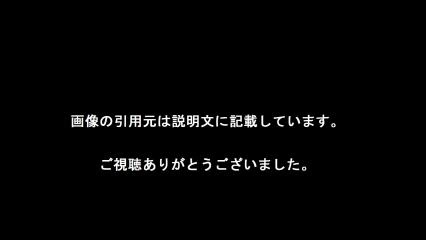 画像の引用元は説明文に記載しています。
ご視聴ありがとうございました。